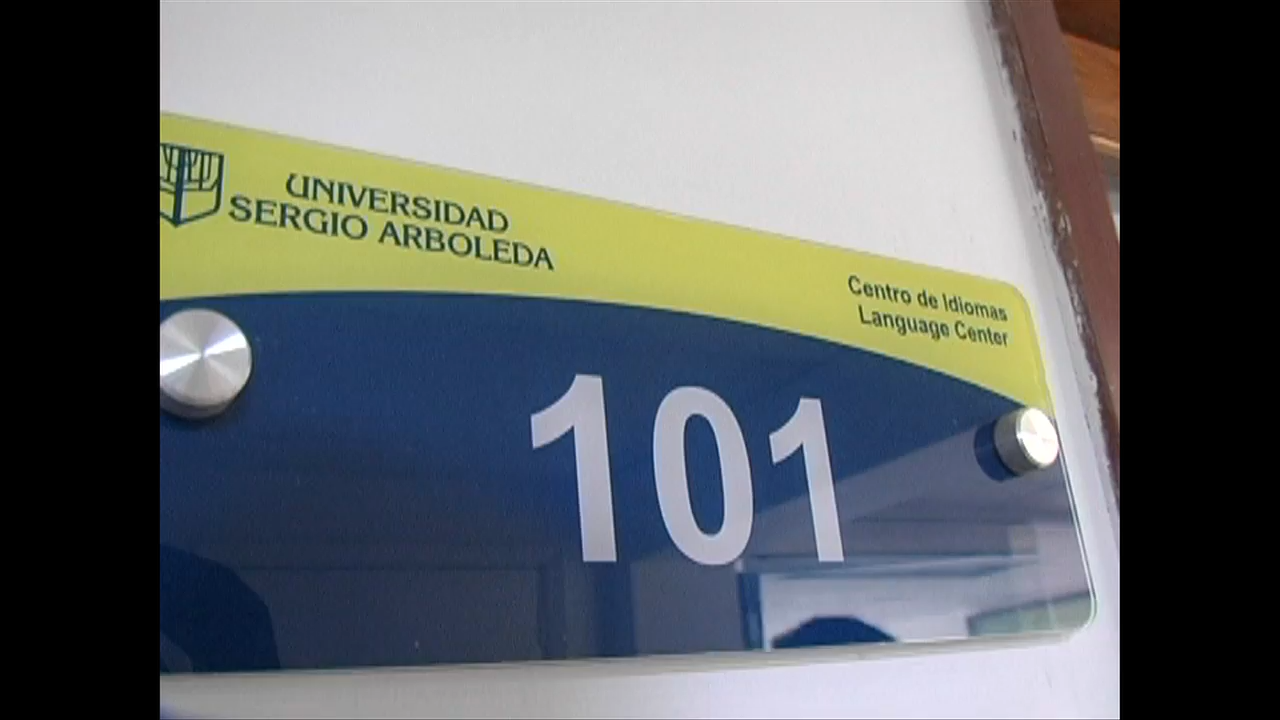 UNIVERSIDAD
SERGIO ARBOLEDA
Centro de Idiomas
Language Center
101